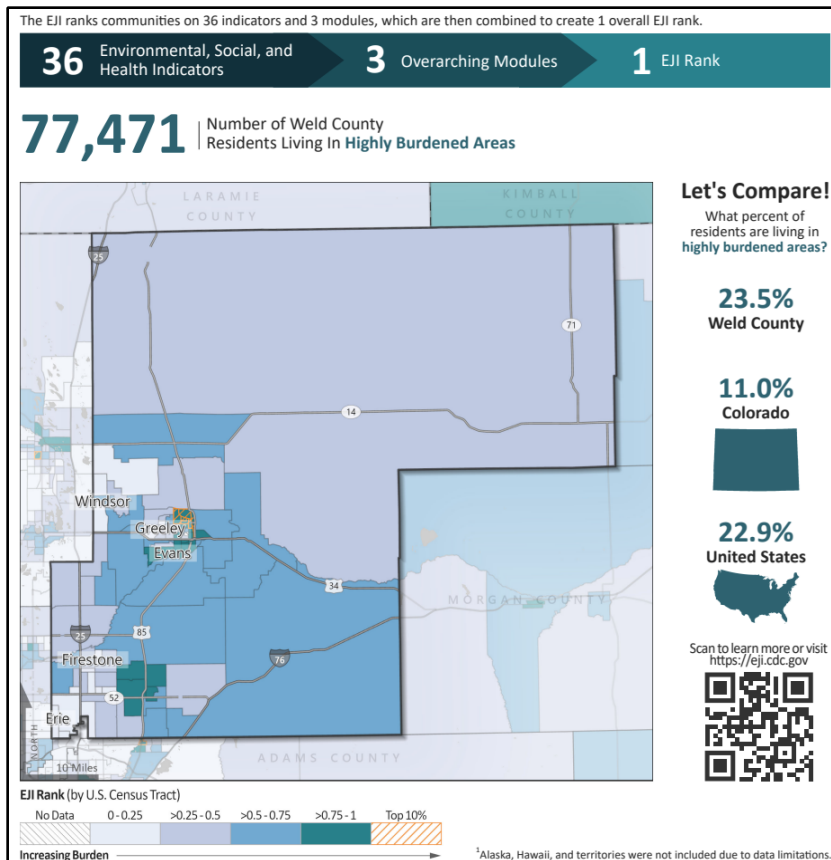 The EJI ranks communities on 36 indicators and 3 modules, which are then combined to create 1 overall EJI rank.
36 Environmental, Social, and
Health Indicators
3 Overarching Modules
1 EJI Rank
77,471
Number of Weld County
Residents Living In Highly Burdened Areas
LARAMIE
COUNTY
KIMBALL
COUNTY
25
71
14
Windsor
Greeley
Evans
34
MORGAN COUNTY
85
25
76
Firestone
52
Erie
NORTH
10 Miles
ADAMS COUNTY
Let's Compare!
What percent of
residents are living in
highly burdened areas?
23.5%
Weld County
11.0%
Colorado
22.9%
United States
Scan to learn more or visit
https://eji.cdc.gov
EJI Rank (by U.S. Census Tract)
No Data 0 - 0.25 >0.25 - 0.5 >0.5 - 0.75 >0.75 - 1 Top 10%
Increasing Burden
1Alaska, Hawaii, and territories were not included due to data limitations.